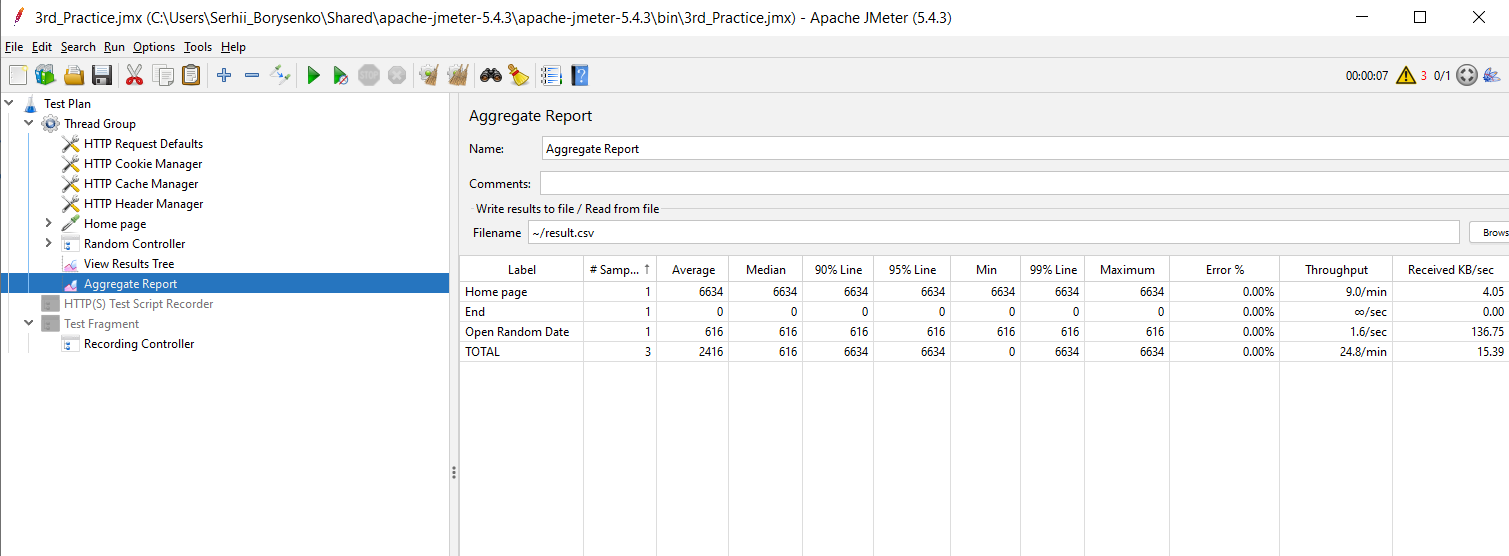 3rd_Practice.jmx (C:\Users\Serhii_Borysenko\Shared\apache-jmeter-5.4.3\apache-jmeter-5.4.3\bin\3rd_Practice.jmx) - Apache JMeter (5.4.3)
File Edit Search Run Options Tools Help
STOP 00:00:07 3 0/1
Test Plan
Thread Group
HTTP Request Defaults
HTTP Cookie Manager
HTTP Cache Manager
HTTP Header Manager
Home page
Random Controller
View Results Tree
Aggregate Report
HTTP(S) Test Script Recorder
Test Fragment
Recording Controller
Aggregate Report
Name: Aggregate Report
Comments:
Write results to file / Read from file
Filename ~/result.csv Brows
Label # Samp... ↑ Average Median 90% Line 95% Line Min 99% Line Maximum Error % Throughput Received KB/sec
Home page 1 6634 6634 6634 6634 6634 6634 6634 0.00% 9.0/min 4.05
End 1 0 0 0 0 0 0 0 0.00% ∞/sec 0.00
Open Random Date 1 616 616 616 616 616 616 616 0.00% 1.6/sec 136.75
TOTAL 3 2416 616 6634 6634 0 6634 6634 0.00% 24.8/min 15.39